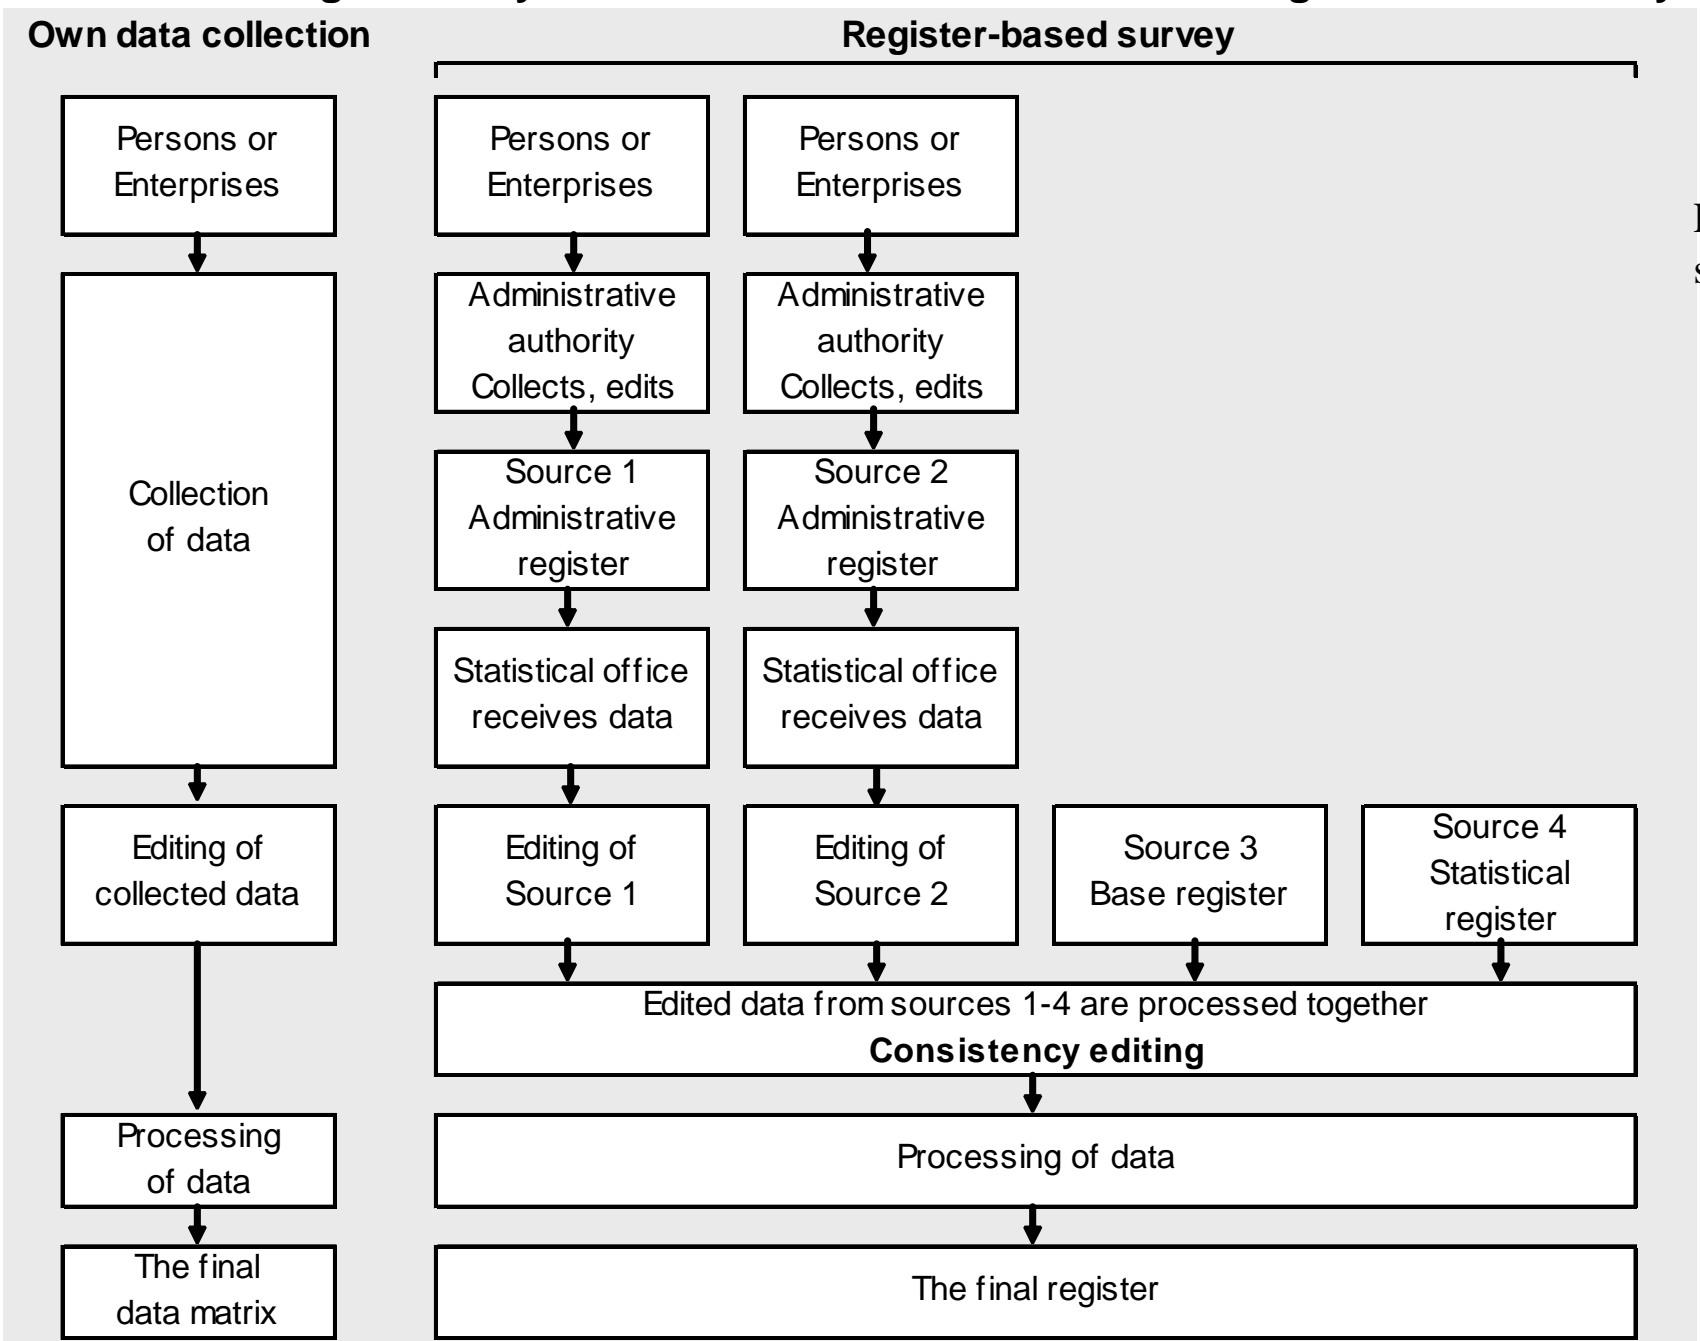 Own data collection
Register-based survey
Persons or
Enterprises
Collection
of data
Editing of
collected data
Processing
of data
The final
data matrix
Persons or
Enterprises
Administrative
authority
Collects, edits
Source 1
Administrative
register
Statistical office
receives data
Editing of
Source 1
Persons or
Enterprises
Administrative
authority
Collects, edits
Source 2
Administrative
register
Statistical office
receives data
Editing of
Source 2
Source 3
Base register
Source 4
Statistical
register
Edited data from sources 1-4 are processed together
Consistency editing
Processing of data
The final register